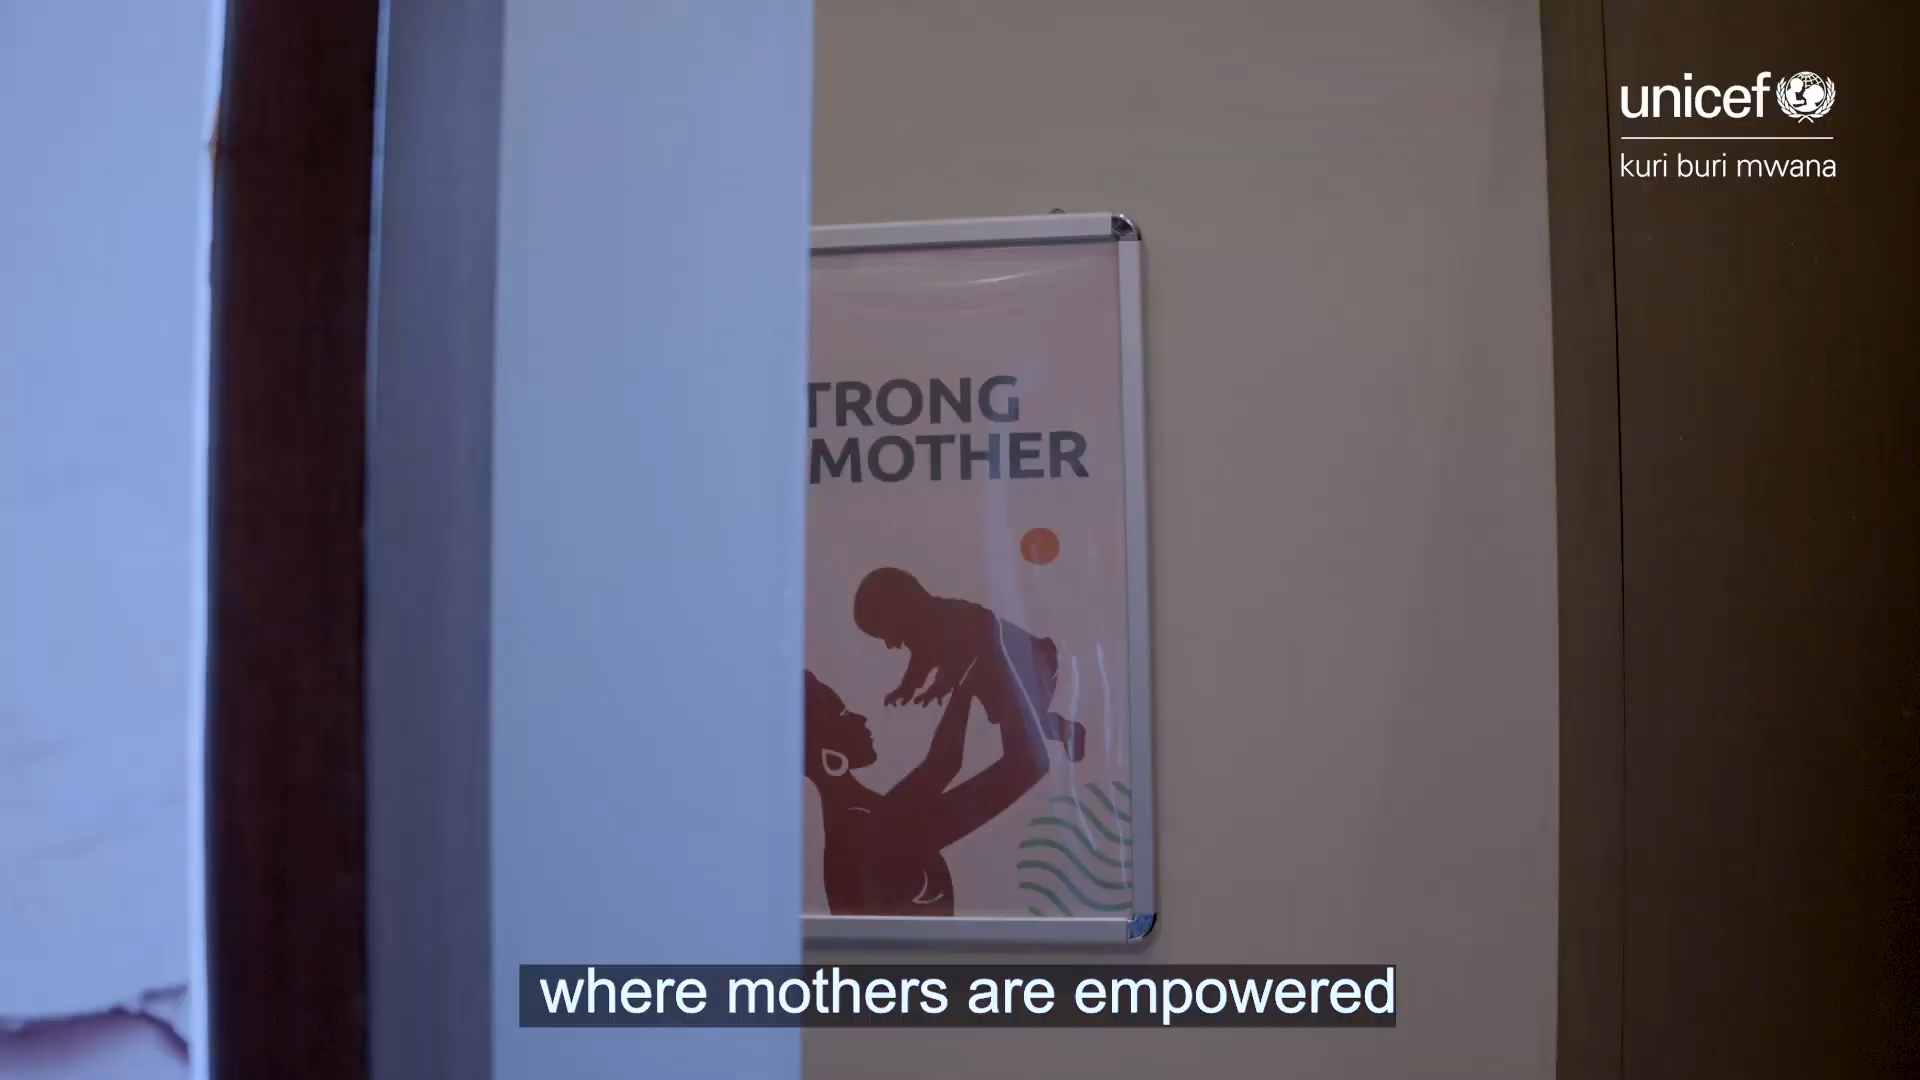 unicef
kuri buri mwana
TRONG
MOTHER
where mothers are empowered